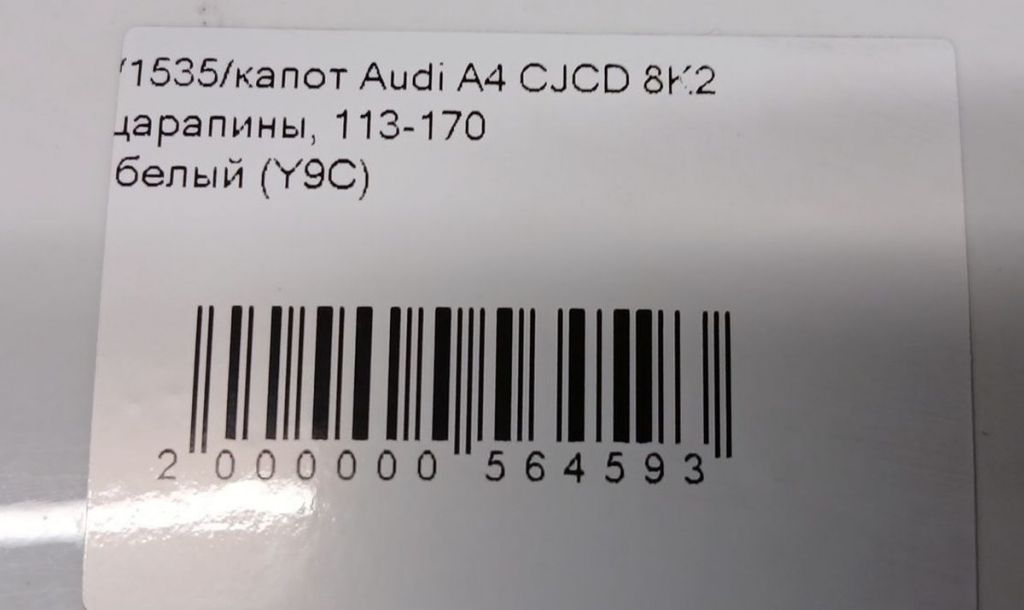 /1535/капот Audi A4 CJCD 8K2
царапины, 113-170
белый (Y9C)
2 000000 564593